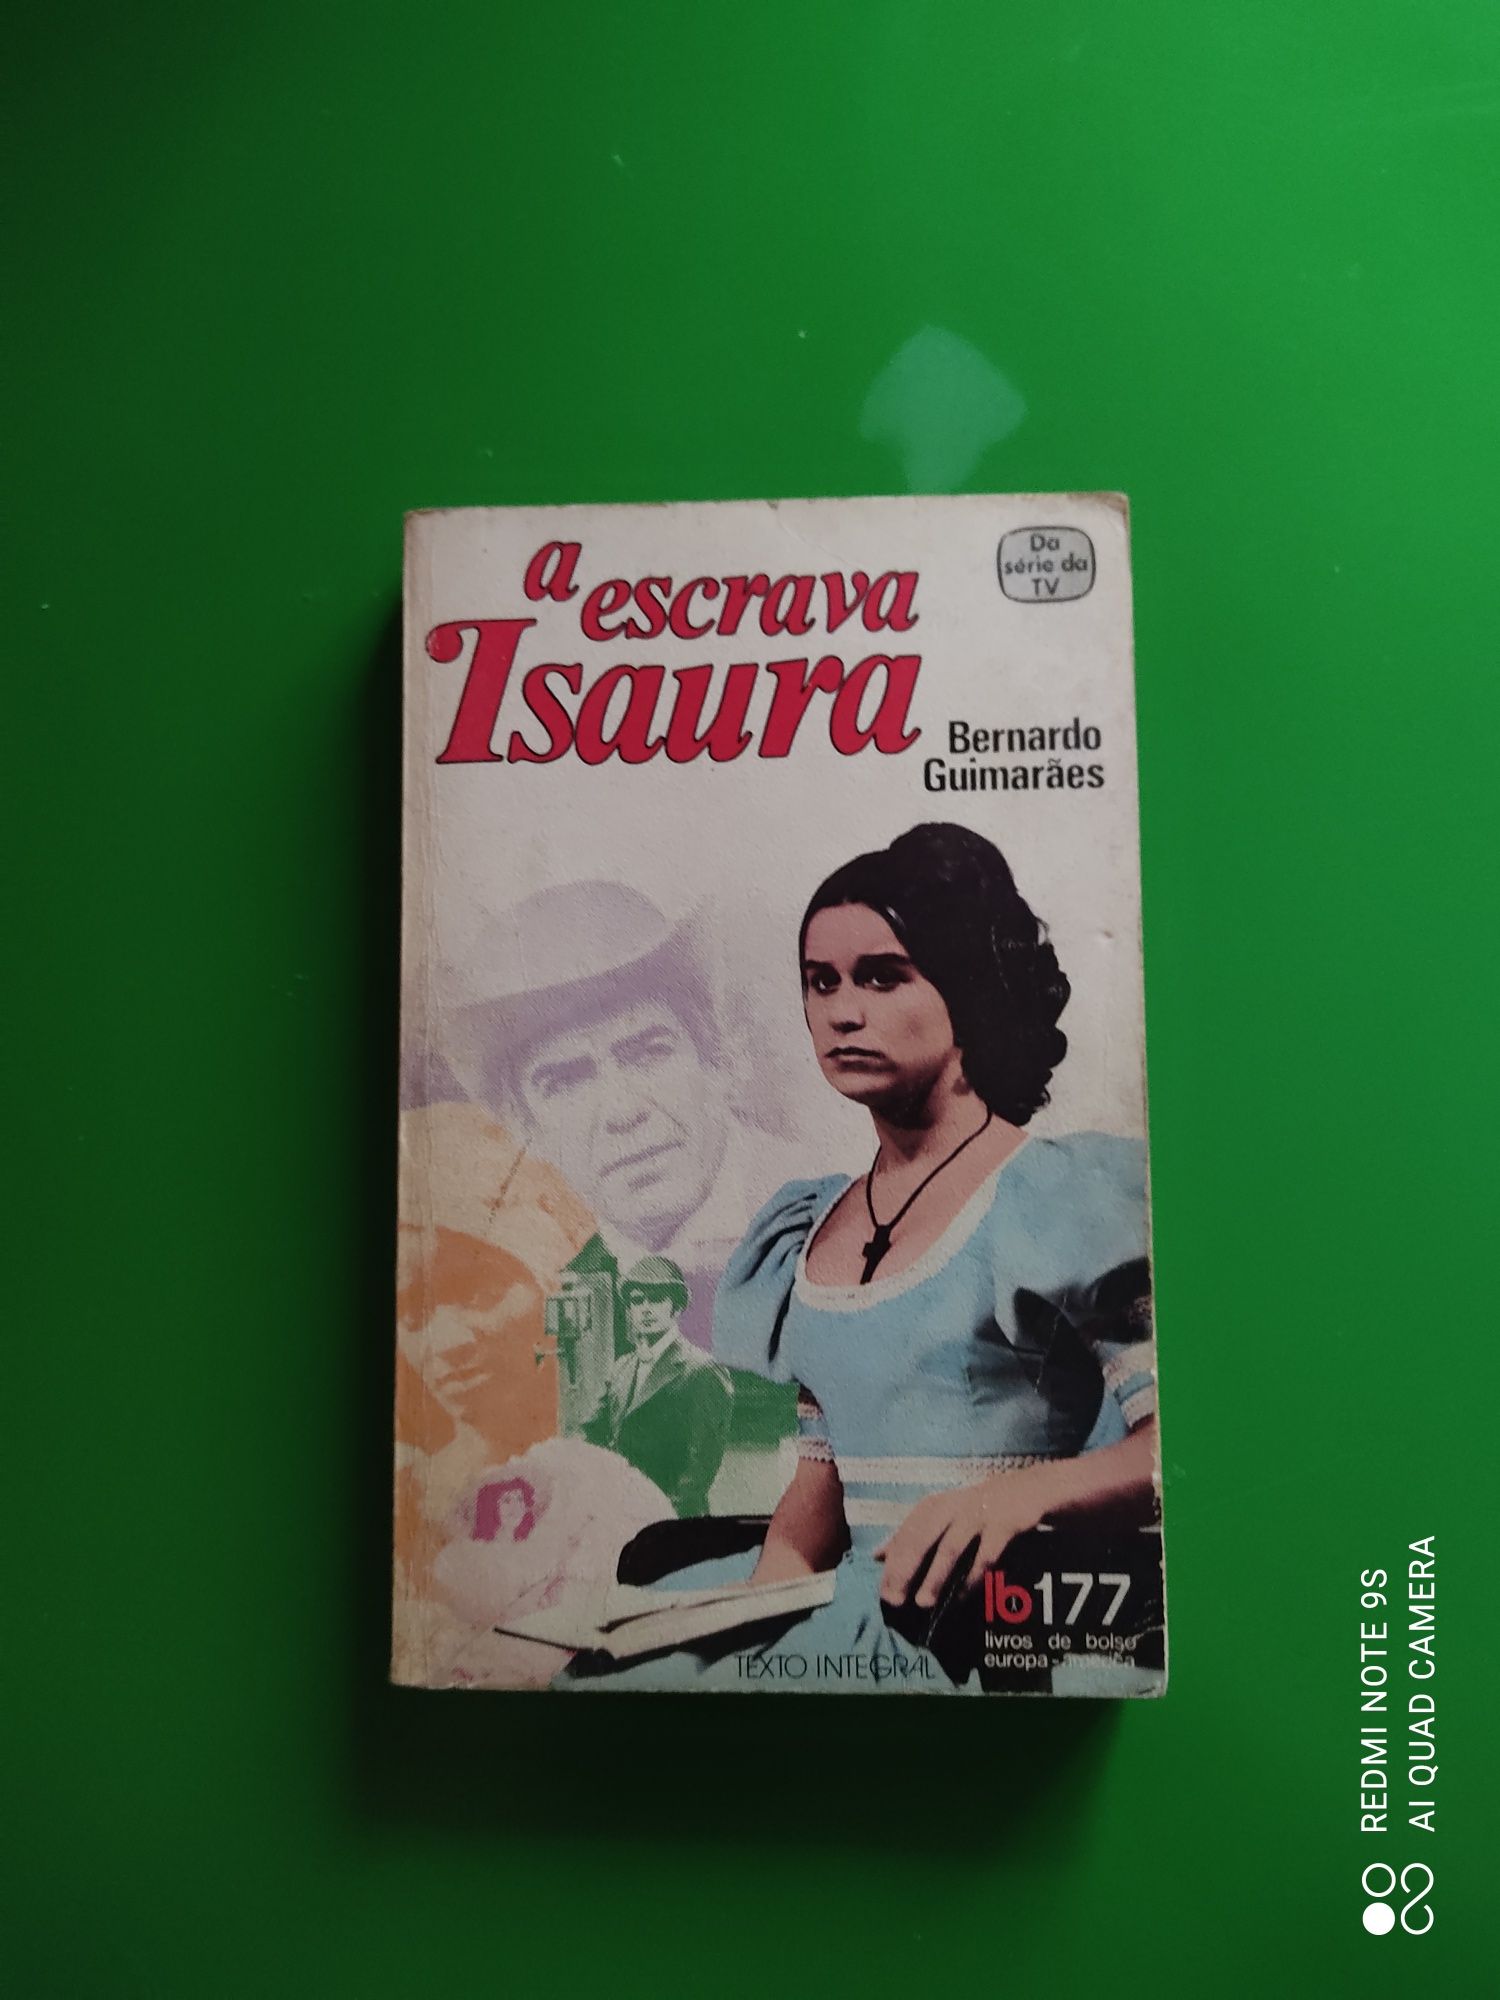 a escrava
Isaura
Da
série da
TV
Bernardo
Guimarães
lb177
livros de bolso
europa-américa
TEXTO INTEGRAL
REDMI NOTE 9S
AI QUAD CAMERA